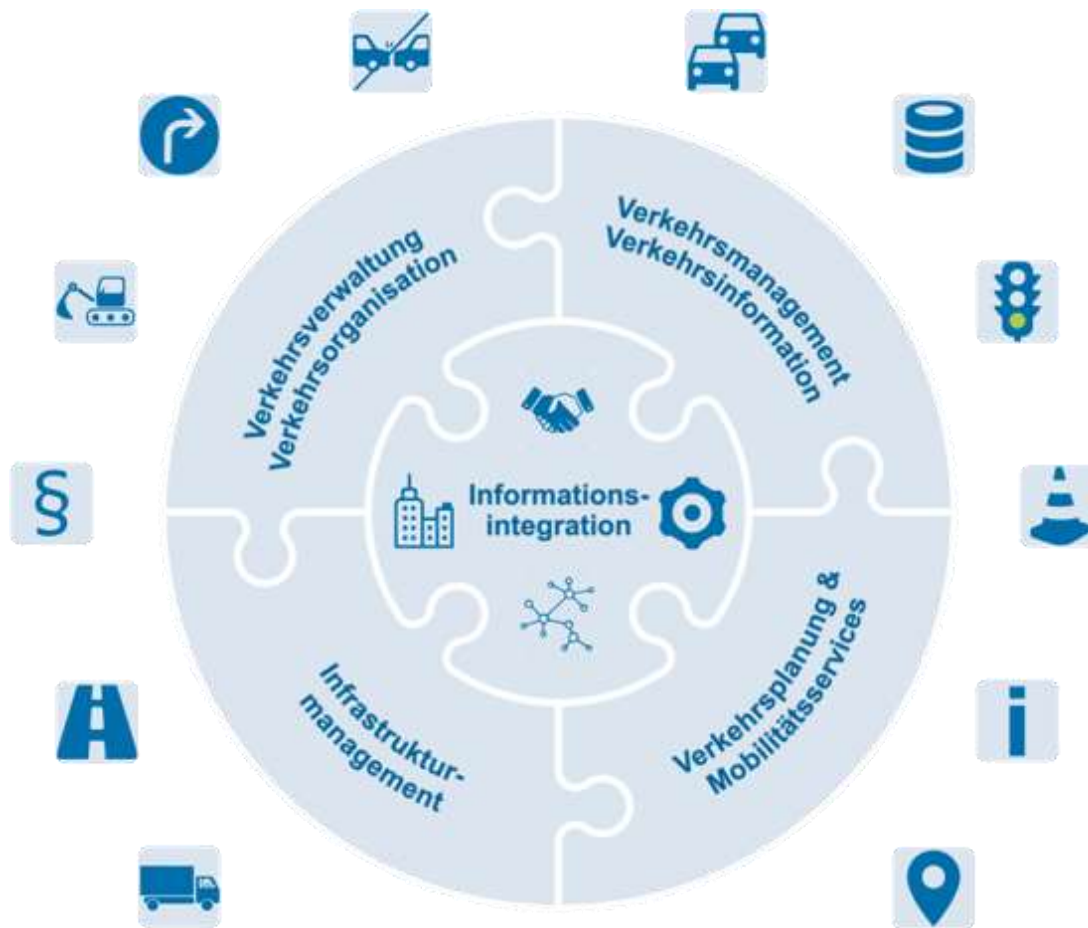 Verkehrsverwaltung
Verkehrsorganisation
Verkehrsmanagement
Verkehrsinformation
§
Informations-
integration
i
Infrastruktur-
management
Verkehrsplanung &
Mobilitätsservices